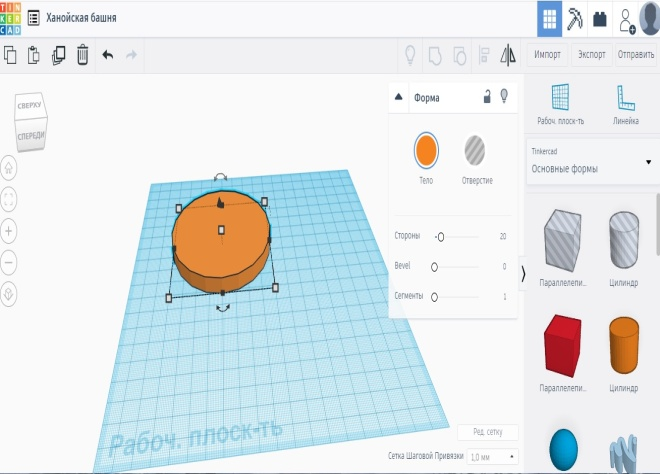 TIN
KER
CAD
Ханойская башня
Импорт
Экспорт
Отправить
СВЕРХУ
СПЕРЕДИ
Форма
Тело
Отверстие
Стороны
20
Bevel
0
Сегменты
1
Рабоч. плоск-ть
Линейка
Tinkercad
Основные формы
Параллелепи...
Цилиндр
Параллелепи...
Цилиндр
Рабоч. плоск-ть
Ред. сетку
Сетка Шаговой Привязки
1,0 мм